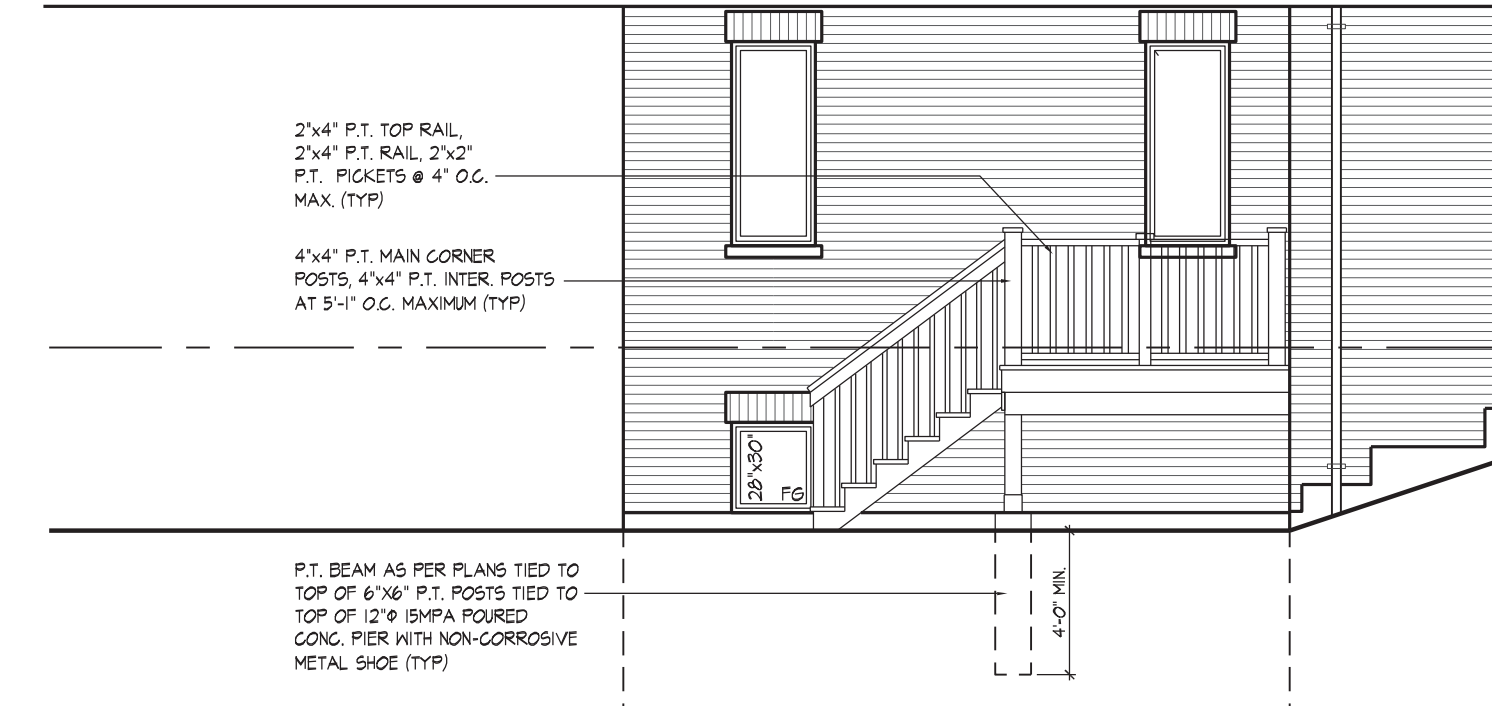 2"x4" P.T. TOP RAIL,
2"x4" P.T. RAIL, 2"x2"
P.T. PICKETS @ 4" O.C.
MAX. (TYP)
4"x4" P.T. MAIN CORNER
POSTS, 4"x4" P.T. INTER. POSTS
AT 5'-1" O.C. MAXIMUM (TYP)
28"x30"
FG
P.T. BEAM AS PER PLANS TIED TO
TOP OF 6"X6" P.T. POSTS TIED TO
TOP OF 12"Φ 15MPA POURED
CONC. PIER WITH NON-CORROSIVE
METAL SHOE (TYP)
4'-0" MIN.